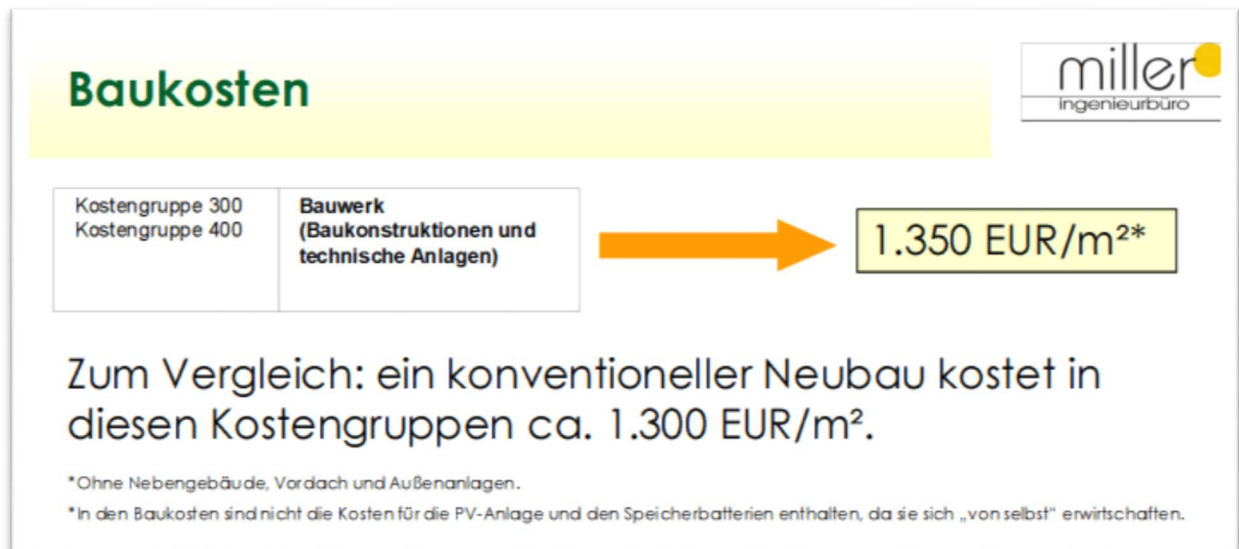 Baukosten
miller
ingenieurbüro
Kostengruppe 300
Kostengruppe 400
Bauwerk
(Baukonstruktionen und
technische Anlagen)
1.350 EUR/m²*
Zum Vergleich: ein konventioneller Neubau kostet in
diesen Kostengruppen ca. 1.300 EUR/m².
*Ohne Nebengebäude, Vordach und Außenanlagen.
*In den Baukosten sind nicht die Kosten für die PV-Anlage und den Speicherbatterien enthalten, da sie sich „von selbst" erwirtschaften.